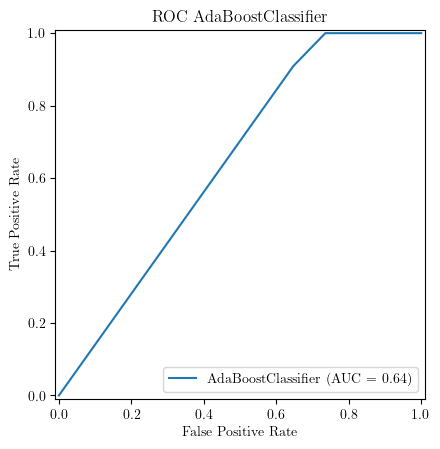 ROC AdaBoostClassifier
1.0
0.8
0.6
0.4
0.2
0.0
True Positive Rate
AdaBoostClassifier (AUC = 0.64)
0.0 0.2 0.4 0.6 0.8 1.0
False Positive Rate